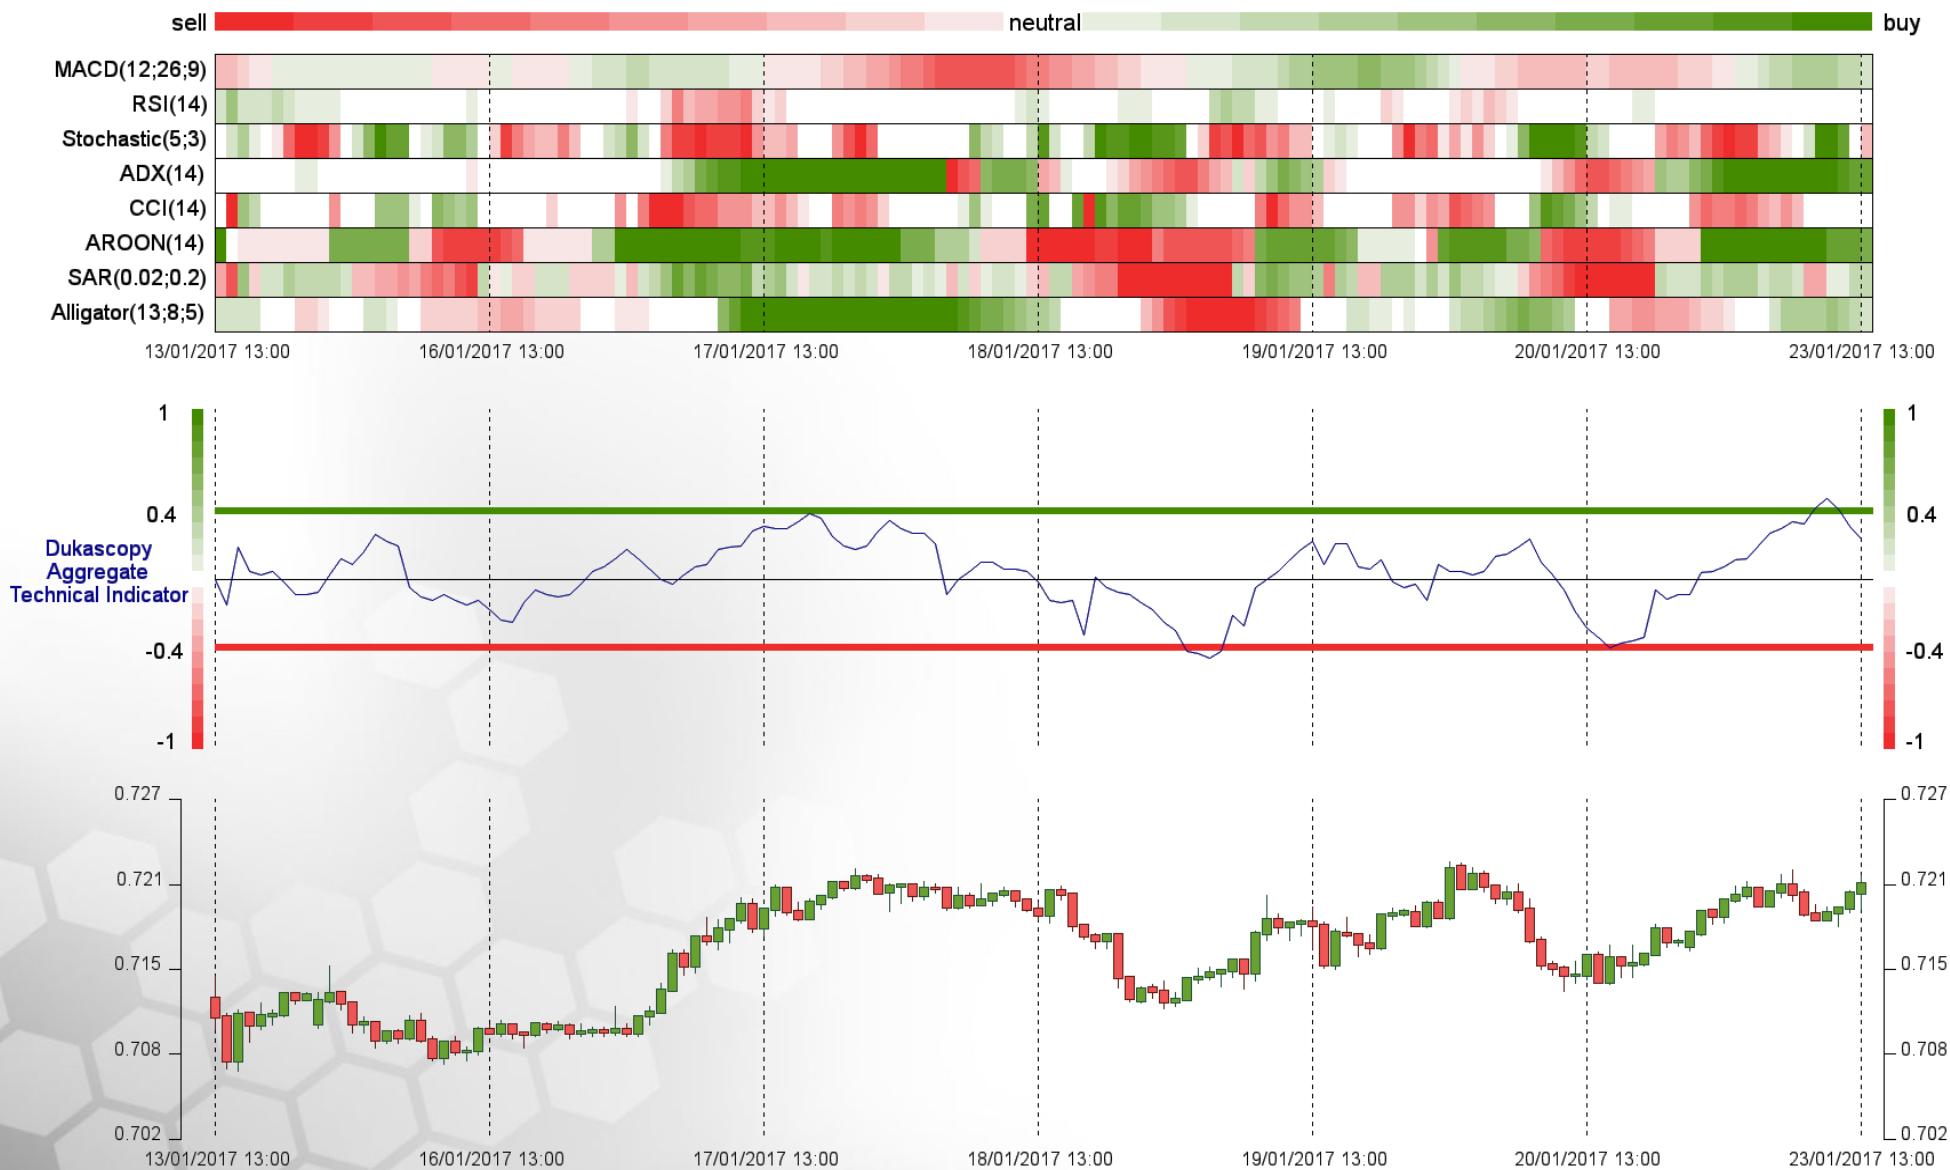 sell neutral buy
MACD(12;26;9)
RSI(14)
Stochastic(5;3)
ADX(14)
CCI(14)
AROON(14)
SAR(0.02;0.2)
Alligator(13;8;5)
13/01/2017 13:00 16/01/2017 13:00 17/01/2017 13:00 18/01/2017 13:00 19/01/2017 13:00 20/01/2017 13:00 23/01/2017 13:00
1 1
0.4 0.4
Dukascopy
Aggregate
Technical Indicator
-0.4 -0.4
-1 -1
0.727 0.727
0.721 0.721
0.715 0.715
0.708 0.708
0.702 0.702
13/01/2017 13:00 16/01/2017 13:00 17/01/2017 13:00 18/01/2017 13:00 19/01/2017 13:00 20/01/2017 13:00 23/01/2017 13:00